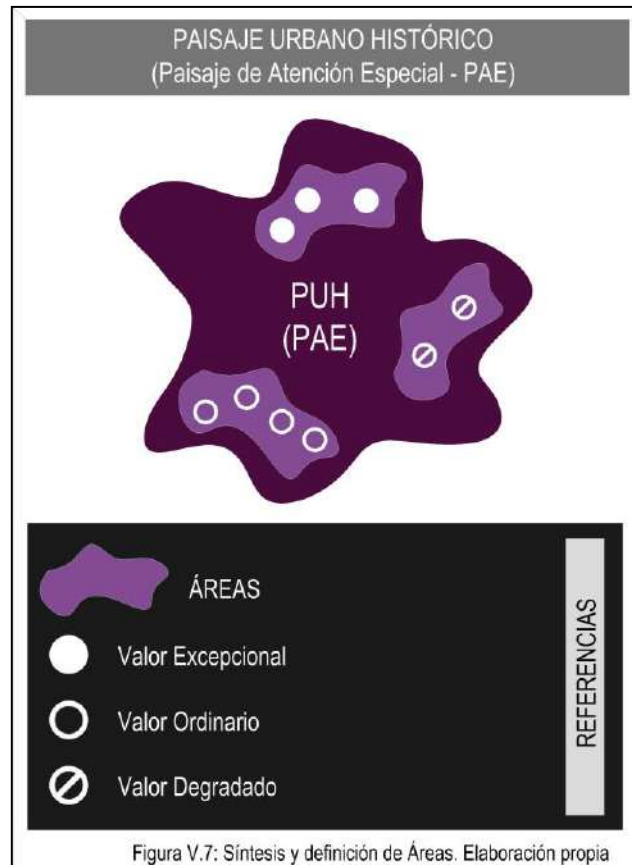 PAISAJE URBANO HISTÓRICO
(Paisaje de Atención Especial - PAE)
PUH
(PAE)
ÁREAS
Valor Excepcional
Valor Ordinario
Valor Degradado
REFERENCIAS
Figura V.7: Síntesis y definición de Áreas. Elaboración propia